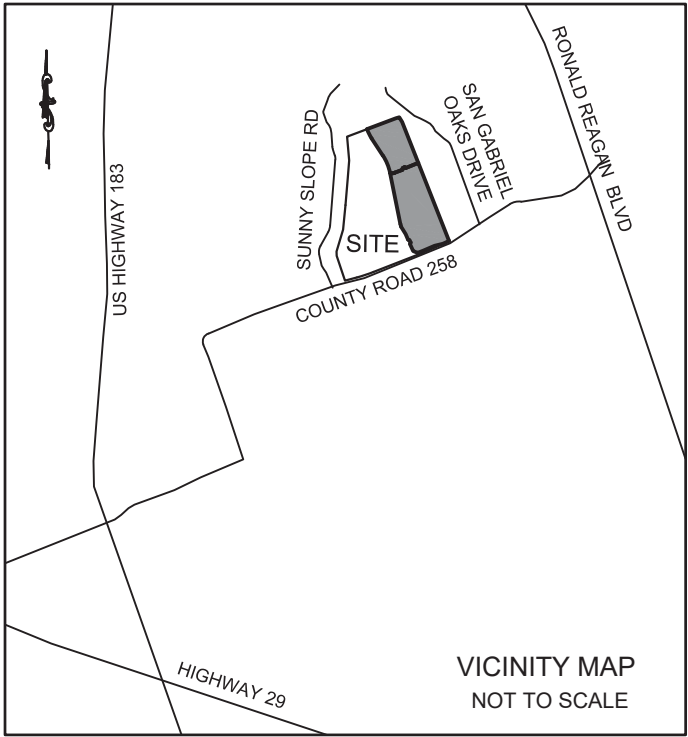 RONALD REAGAN BLVD
SAN GABRIEL
OAKS DRIVE
SUNNY SLOPE RD
US HIGHWAY 183
SITE
COUNTY ROAD 258
HIGHWAY 29
VICINITY MAP
NOT TO SCALE